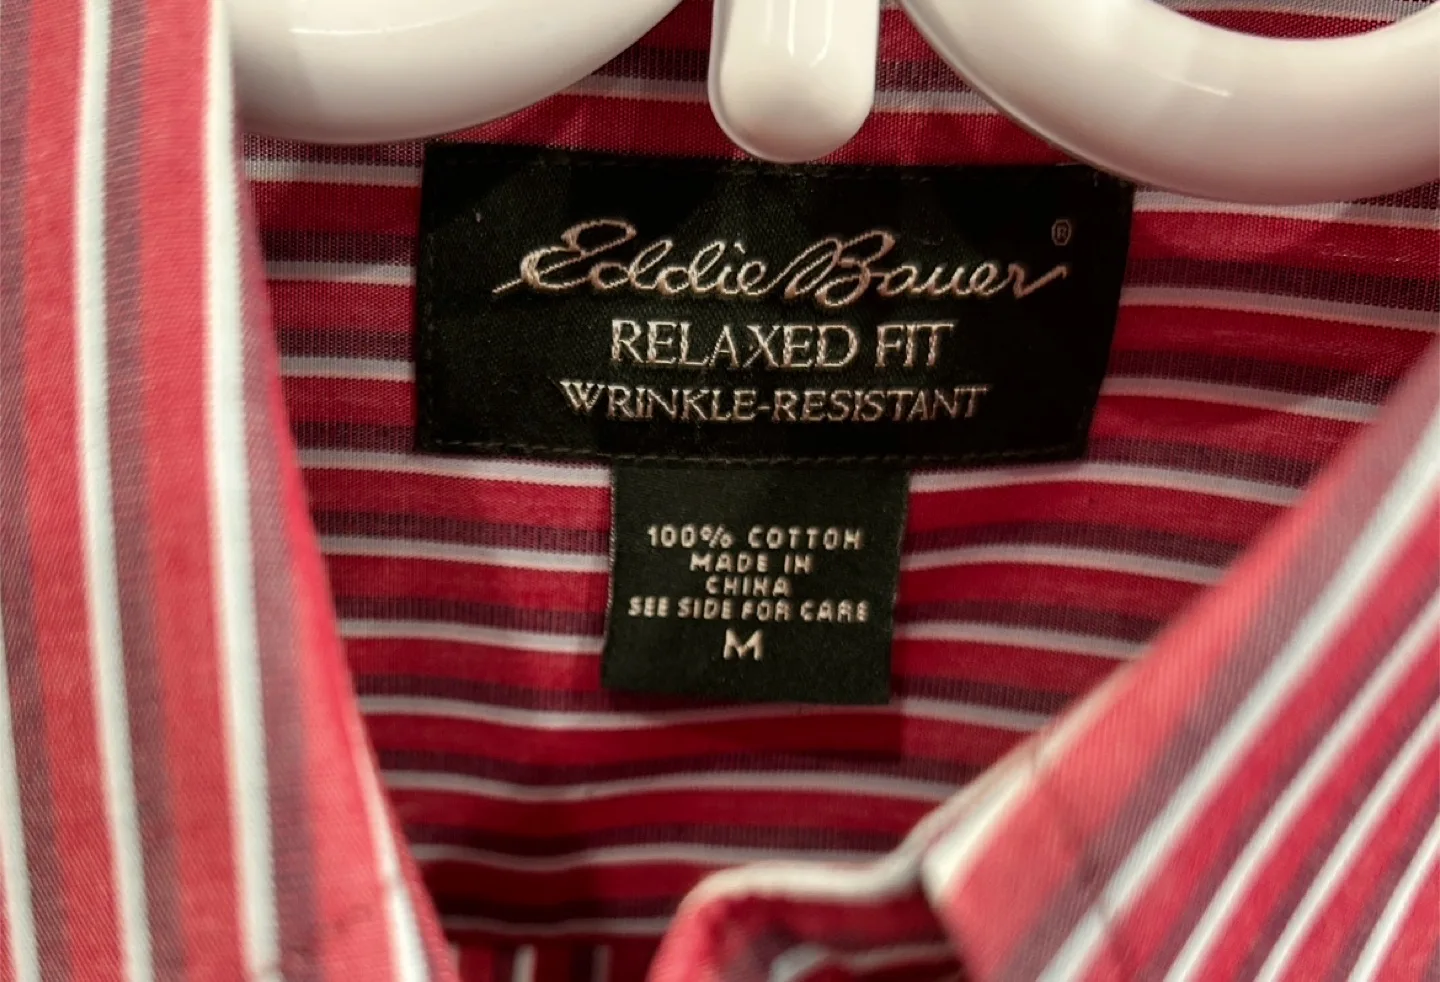 Eddie Bauer®
RELAXED FIT
WRINKLE-RESISTANT
100% COTTON
MADE IN
CHINA
SEE SIDE FOR CARE
M